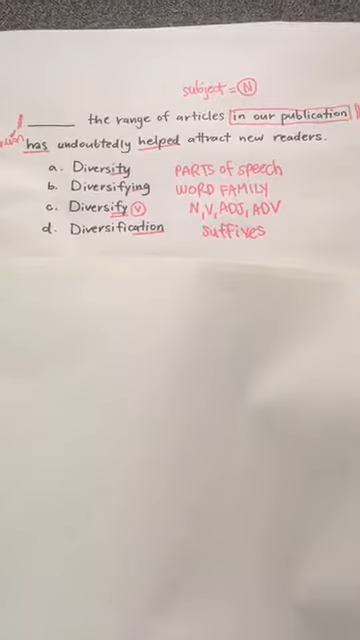 subject = N
______ the range of articles in our publication
has undoubtedly helped attract new readers.
a. Diversity PARTS of speech
b. Diversifying WORD FAMILY
c. Diversify V N, V, ADJ, ADV
d. Diversification suffixes